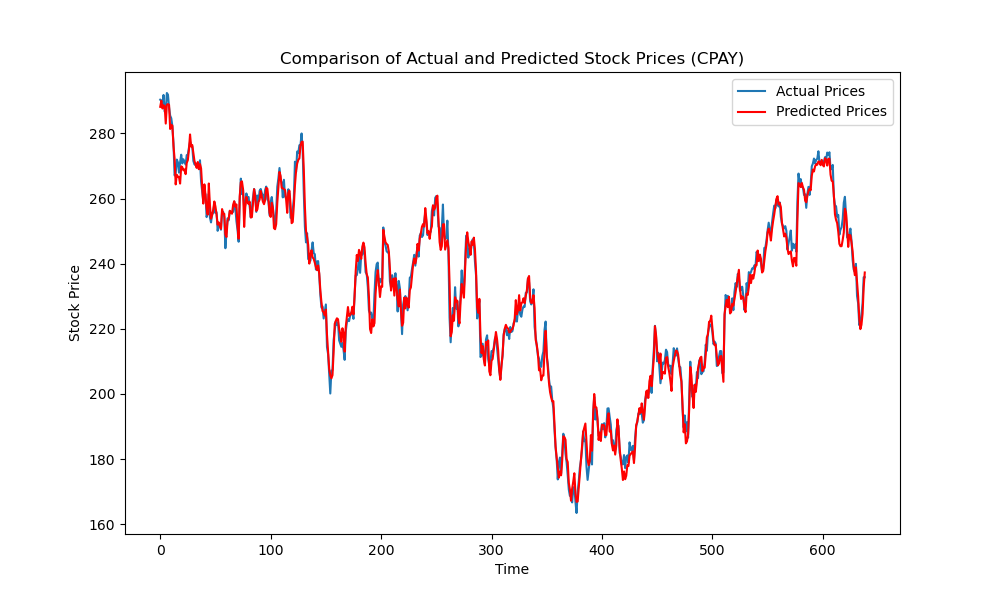 Comparison of Actual and Predicted Stock Prices (CPAY)
Actual Prices
Predicted Prices
280
260
240
220
200
180
160
Stock Price
0 100 200 300 400 500 600
Time